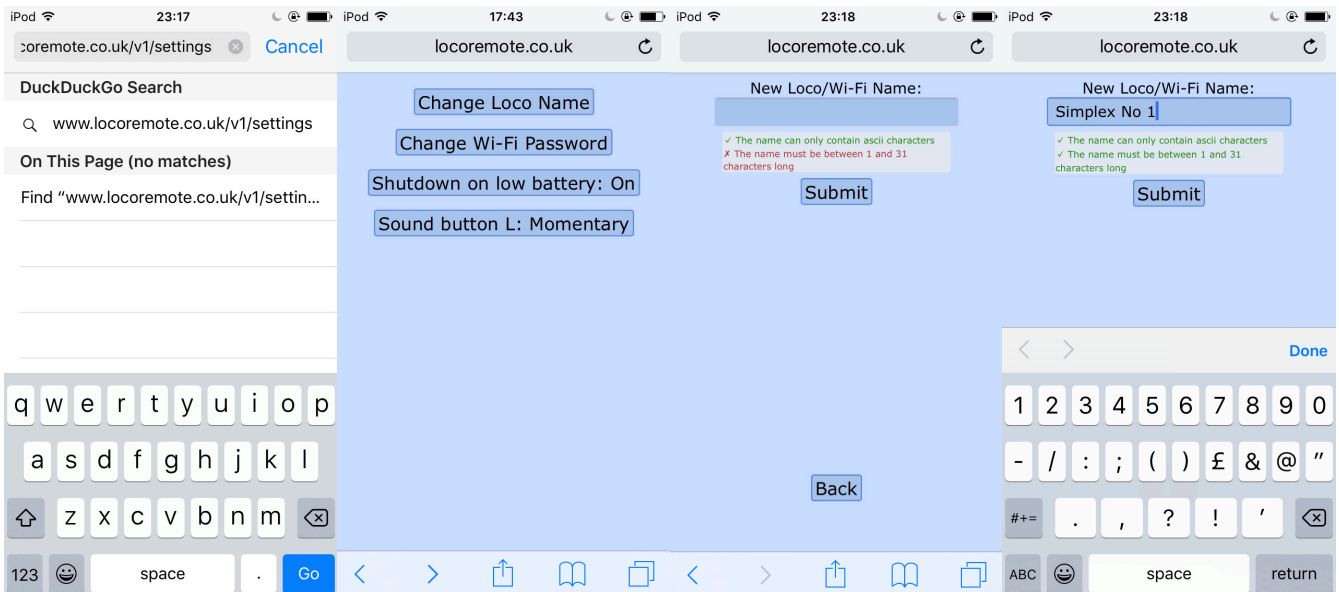 iPod 23:17
:oremote.co.uk/v1/settings Cancel
DuckDuckGo Search
www.locoremote.co.uk/v1/settings
On This Page (no matches)
Find “www.locoremote.co.uk/v1/settin...
q w e r t y u i o p
a s d f g h j k l
z x c v b n m
123 space . Go
iPod 17:43
locoremote.co.uk
Change Loco Name
Change Wi-Fi Password
Shutdown on low battery: On
Sound button L: Momentary
iPod 23:18
locoremote.co.uk
New Loco/Wi-Fi Name:
✓ The name can only contain ascii characters
✗ The name must be between 1 and 31
characters long
Submit
Back
iPod 23:18
locoremote.co.uk
New Loco/Wi-Fi Name:
Simplex No 1
✓ The name can only contain ascii characters
✓ The name must be between 1 and 31
characters long
Submit
Done
1 2 3 4 5 6 7 8 9 0
- / : ; ( ) £ & @ "
#+= . , ? ! ’
ABC space return